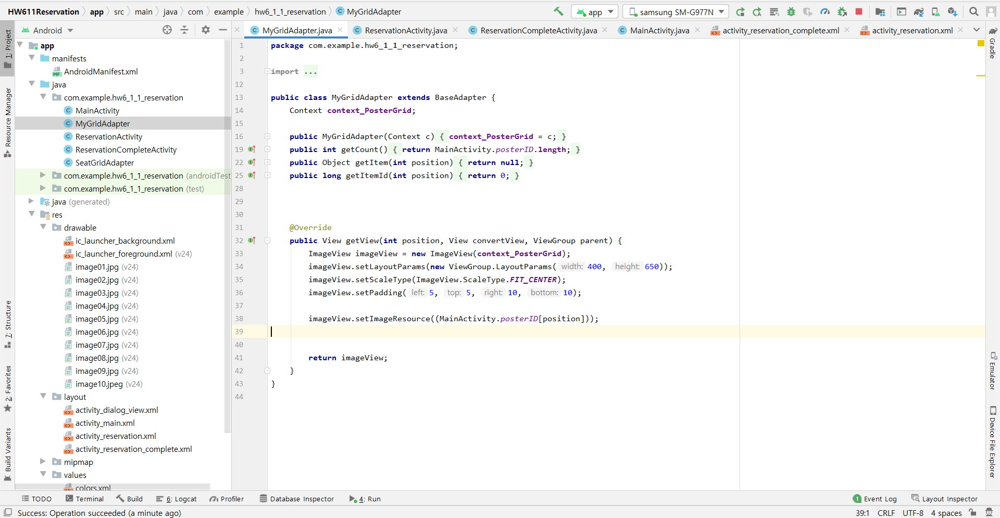 HW611Reservation app src main java com example hw6_1_1_reservation MyGridAdapter app samsung SM-G977N
Android MyGridAdapter.java ReservationActivity.java ReservationCompleteActivity.java MainActivity.java activity_reservation_complete.xml activity_reservation.xml
1: Project
Resource Manager
7: Structure
2: Favorites
Build Variants
app
manifests
MF AndroidManifest.xml
java
com.example.hw6_1_1_reservation
C MainActivity
C MyGridAdapter
C ReservationActivity
C ReservationCompleteActivity
C SeatGridAdapter
com.example.hw6_1_1_reservation (androidTest
com.example.hw6_1_1_reservation (test)
java (generated)
res
drawable
ic_launcher_background.xml
ic_launcher_foreground.xml (v24)
image01.jpg (v24)
image02.jpg (v24)
image03.jpg (v24)
image04.jpg (v24)
image05.jpg (v24)
image06.jpg (v24)
image07.jpg (v24)
image08.jpg (v24)
image09.jpg (v24)
image10.jpeg (v24)
layout
activity_dialog_view.xml
activity_main.xml
activity_reservation.xml
activity_reservation_complete.xml
mipmap
values
colors.xml
1 package com.example.hw6_1_1_reservation;
2
3 import ...
12
13 public class MyGridAdapter extends BaseAdapter {
14 Context context_PosterGrid;
15
16 public MyGridAdapter(Context c) { context_PosterGrid = c; }
19 public int getCount() { return MainActivity.posterID.length; }
22 public Object getItem(int position) { return null; }
25 public long getItemId(int position) { return 0; }
28
29
30
31 @Override
32 public View getView(int position, View convertView, ViewGroup parent) {
33 ImageView imageView = new ImageView(context_PosterGrid);
34 imageView.setLayoutParams(new ViewGroup.LayoutParams( width: 400, height: 650));
35 imageView.setScaleType(ImageView.ScaleType.FIT_CENTER);
36 imageView.setPadding( left: 5, top: 5, right: 10, bottom: 10);
37
38 imageView.setImageResource((MainActivity.posterID[position]));
39
40
41 return imageView;
42 }
43 }
44
Gradle
Emulator
Device File Explorer
TODO Terminal Build 6: Logcat Profiler Database Inspector 4: Run 1 Event Log Layout Inspector
Success: Operation succeeded (a minute ago) 39:1 CRLF UTF-8 4 spaces